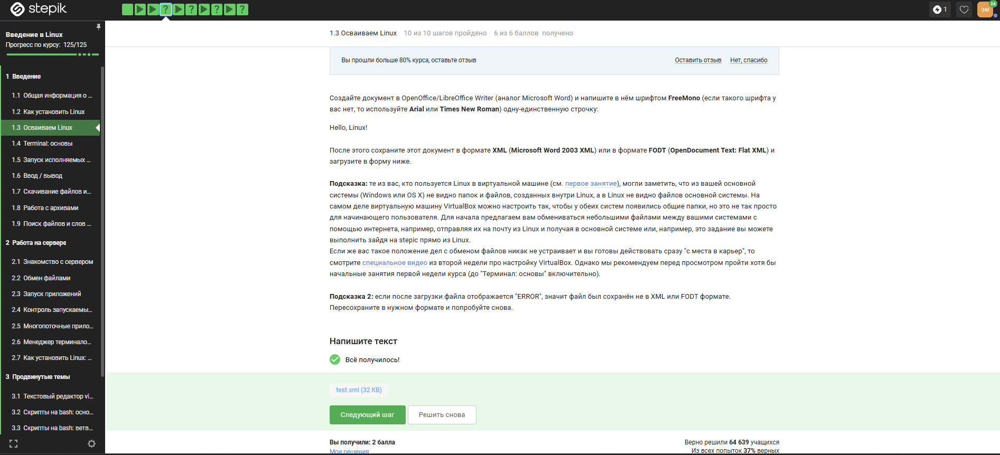 stepik
? ? ? ?
1
ЭМ
24
Введение в Linux
Прогресс по курсу: 125/125
1 Введение
1.1 Общая информация о ...
1.2 Как установить Linux
1.3 Осваиваем Linux
1.4 Terminal: основы
1.5 Запуск исполняемых ...
1.6 Ввод / вывод
1.7 Скачивание файлов и...
1.8 Работа с архивами
1.9 Поиск файлов и слов ...
2 Работа на сервере
2.1 Знакомство с сервером
2.2 Обмен файлами
2.3 Запуск приложений
2.4 Контроль запускаемы...
2.5 Многопоточные прило...
2.6 Менеджер терминало...
2.7 Как установить Linux: ...
3 Продвинутые темы
3.1 Текстовый редактор vi...
3.2 Скрипты на bash: осно...
3.3 Скрипты на bash: ветв...
1.3 Осваиваем Linux 10 из 10 шагов пройдено 6 из 6 баллов получено
Вы прошли больше 80% курса, оставьте отзыв Оставить отзыв Нет, спасибо
Создайте документ в OpenOffice/LibreOffice Writer (аналог Microsoft Word) и напишите в нём шрифтом FreeMono (если такого шрифта у
вас нет, то используйте Arial или Times New Roman) одну-единственную строчку:
Hello, Linux!
После этого сохраните этот документ в формате XML (Microsoft Word 2003 XML) или в формате FODT (OpenDocument Text: Flat XML) и
загрузите в форму ниже.
Подсказка: те из вас, кто пользуется Linux в виртуальной машине (см. первое занятие), могли заметить, что из вашей основной
системы (Windows или OS X) не видно папок и файлов, созданных внутри Linux, а в Linux не видно файлов основной системы. На
самом деле виртуальную машину VirtualBox можно настроить так, чтобы у обеих систем появились общие папки, но это не так просто
для начинающего пользователя. Для начала предлагаем вам обмениваться небольшими файлами между вашими системами с
помощью интернета, например, отправляя их на почту из Linux и получая в основной системе или, например, это задание вы можете
выполнить зайдя на stepic прямо из Linux.
Если же вас такое положение дел с обменом файлов никак не устраивает и вы готовы действовать сразу "с места в карьер", то
смотрите специальное видео из второй недели про настройку VirtualBox. Однако мы рекомендуем перед просмотром пройти хотя бы
начальные занятия первой недели курса (до "Терминал: основы" включительно).
Подсказка 2: если после загрузки файла отображается "ERROR", значит файл был сохранён не в XML или FODT формате.
Пересохраните в нужном формате и попробуйте снова.
Напишите текст
Всё получилось!
test.xml (32 KB)
Следующий шаг Решить снова
Вы получили: 2 балла Верно решили 64 639 учащихся
Мои решения Из всех попыток 37% верных